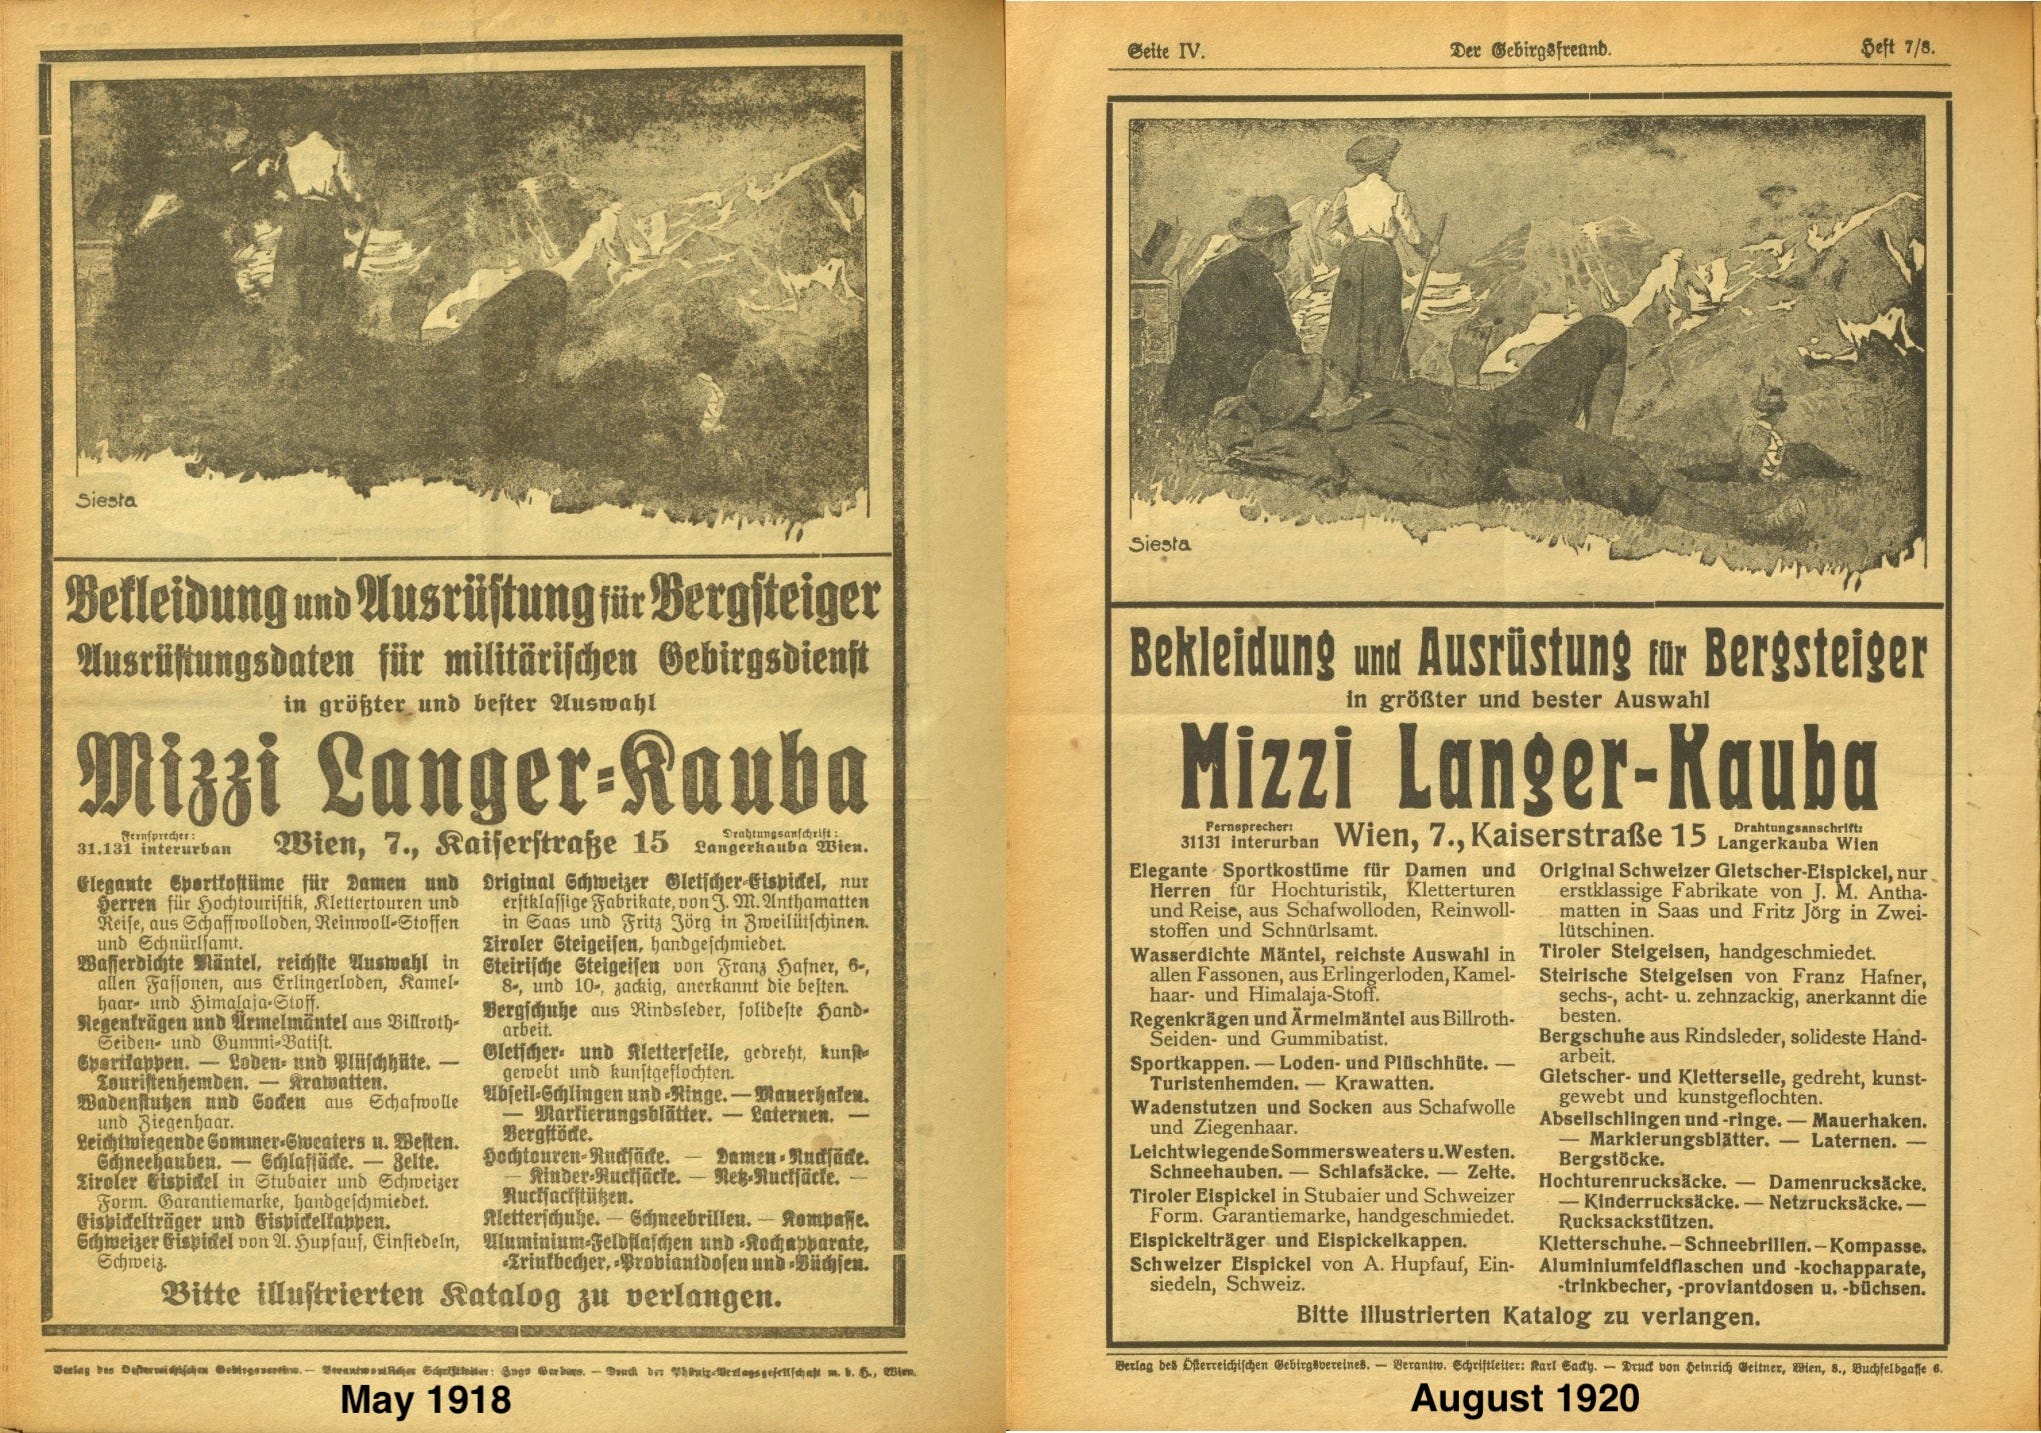 Siesta
Bekleidung und Ausrüstung für Bergsteiger
Ausrüstungsdaten für militärischen Gebirgsdienst
in größter und bester Auswahl
Mizzi Langer-Kauba
Fernsprecher:
31.131 interurban
Wien, 7., Kaiserstraße 15
Drahtungsanschrift:
Langerkauba Wien.
Elegante Sportkostüme für Damen und
Herren für Hochtouristik, Klettertouren und
Reise, aus Schaffwolloden, Reinwoll-Stoffen
und Schnürlsamt.
Wasserdichte Mäntel, reichste Auswahl in
allen Fassonen, aus Erlingerloden, Kamel-
haar- und Himalaja-Stoff.
Regenkrägen und Ärmelmäntel aus Billroth-
Seiden- und Gummi-Batist.
Sportkappen. — Loden- und Plüschhüte. —
Touristenhemden. — Krawatten.
Wadenstutzen und Socken aus Schafwolle
und Ziegenhaar.
Leichtwiegende Sommer-Sweaters u. Westen.
Schneehauben. — Schlafsäcke. — Zelte.
Tiroler Eispickel in Stubaier und Schweizer
Form. Garantiemarke, handgeschmiedet.
Eispickelträger und Eispickelkappen.
Schweizer Eispickel von A. Hupfauf, Einsiedeln,
Schweiz.
Original Schweizer Gletscher-Eispickel, nur
erstklassige Fabrikate, von J. M. Anthamatten
in Saas und Fritz Jörg in Zweilütschinen.
Tiroler Steigeisen, handgeschmiedet.
Steirische Steigeisen von Franz Hafner, 6-,
8-, und 10-, zackig, anerkannt die besten.
Bergschuhe aus Rindsleder, solideste Hand-
arbeit.
Gletscher- und Kletterseile, gedreht, kunst-
gewebt und kunstgeflochten.
Abseil-Schlingen und -Ringe. — Mauerhaken.
— Markierungsblätter. — Laternen. —
Bergstöcke.
Hochtouren-Rucksäcke. — Damen-Rucksäcke.
— Kinder-Rucksäcke. — Netz-Rucksäcke. —
Rucksackstützen.
Kletterschuhe. — Schneebrillen. — Kompasse.
Aluminium-Feldflaschen und -Kochapparate,
-Trinkbecher, -Proviantdosen und -Büchsen.
Bitte illustrierten Katalog zu verlangen.
Verlag des Oesterreichischen Gebirgsvereins. — Verantwortlicher Schriftleiter: Hugo — Druck der Phönix-Verlagsgesellschaft m. b. H., Wien.
May 1918
Seite IV.
Der Gebirgsfreund.
Heft 7/8.
Siesta
Bekleidung und Ausrüstung für Bergsteiger
in größter und bester Auswahl
Mizzi Langer-Kauba
Fernsprecher:
31131 interurban
Wien, 7., Kaiserstraße 15
Drahtungsanschrift:
Langerkauba Wien
Elegante Sportkostüme für Damen und
Herren für Hochturistik, Kletterturen
und Reise, aus Schafwolloden, Reinwoll-
stoffen und Schnürlsamt.
Wasserdichte Mäntel, reichste Auswahl in
allen Fassonen, aus Erlingerloden, Kamel-
haar- und Himalaja-Stoff.
Regenkrägen und Ärmelmäntel aus Billroth-
Seiden- und Gummibatist.
Sportkappen. — Loden- und Plüschhüte. —
Turistenhemden. — Krawatten.
Wadenstutzen und Socken aus Schafwolle
und Ziegenhaar.
Leichtwiegende Sommersweaters u. Westen.
Schneehauben. — Schlafsäcke. — Zelte.
Tiroler Eispickel in Stubaier und Schweizer
Form. Garantiemarke, handgeschmiedet.
Eispickelträger und Eispickelkappen.
Schweizer Eispickel von A. Hupfauf, Ein-
siedeln, Schweiz.
Original Schweizer Gletscher-Eispickel, nur
erstklassige Fabrikate von J. M. Antha-
matten in Saas und Fritz Jörg in Zwei-
lütschinen.
Tiroler Steigeisen, handgeschmiedet.
Steirische Steigeisen von Franz Hafner,
sechs-, acht- u. zehnzackig, anerkannt die
besten.
Bergschuhe aus Rindsleder, solideste Hand-
arbeit.
Gletscher- und Kletterseile, gedreht, kunst-
gewebt und kunstgeflochten.
Abseilschlingen und -ringe. — Mauerhaken.
— Markierungsblätter. — Laternen. —
Bergstöcke.
Hochturenrucksäcke. — Damenrucksäcke.
— Kinderrucksäcke. — Netzrucksäcke. —
Rucksackstützen.
Kletterschuhe. — Schneebrillen. — Kompasse.
Aluminiumfeldflaschen und -kochapparate,
-trinkbecher, -proviantdosen u. -büchsen.
Bitte illustrierten Katalog zu verlangen.
Verlag des Österreichischen Gebirgsvereines. — Verantw. Schriftleiter: Karl Sacky. — Druck von Heinrich Geitner, Wien, 8., Buchfeldgasse 6.
August 1920